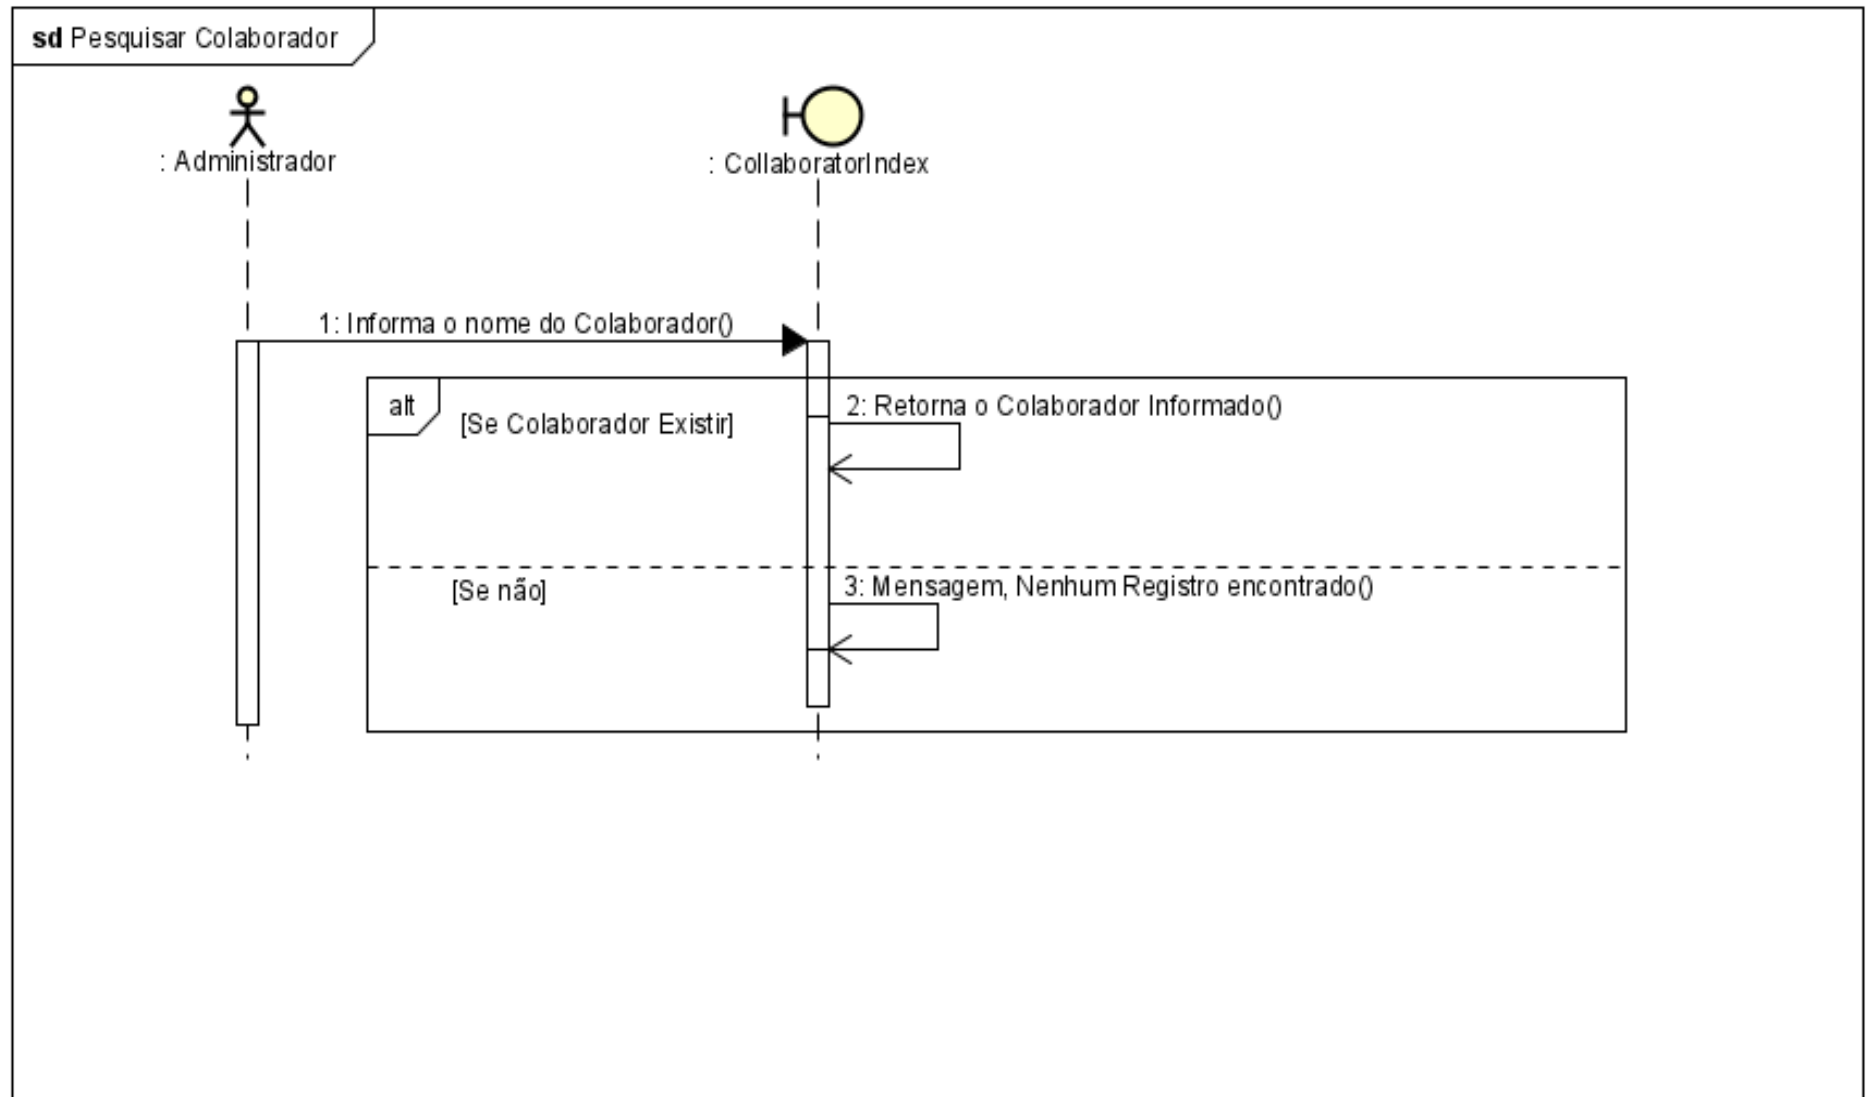 sd Pesquisar Colaborador
: Administrador
: CollaboratorIndex
1: Informa o nome do Colaborador()
alt
[Se Colaborador Existir]
2: Retorna o Colaborador Informado()
[Se não]
3: Mensagem, Nenhum Registro encontrado()